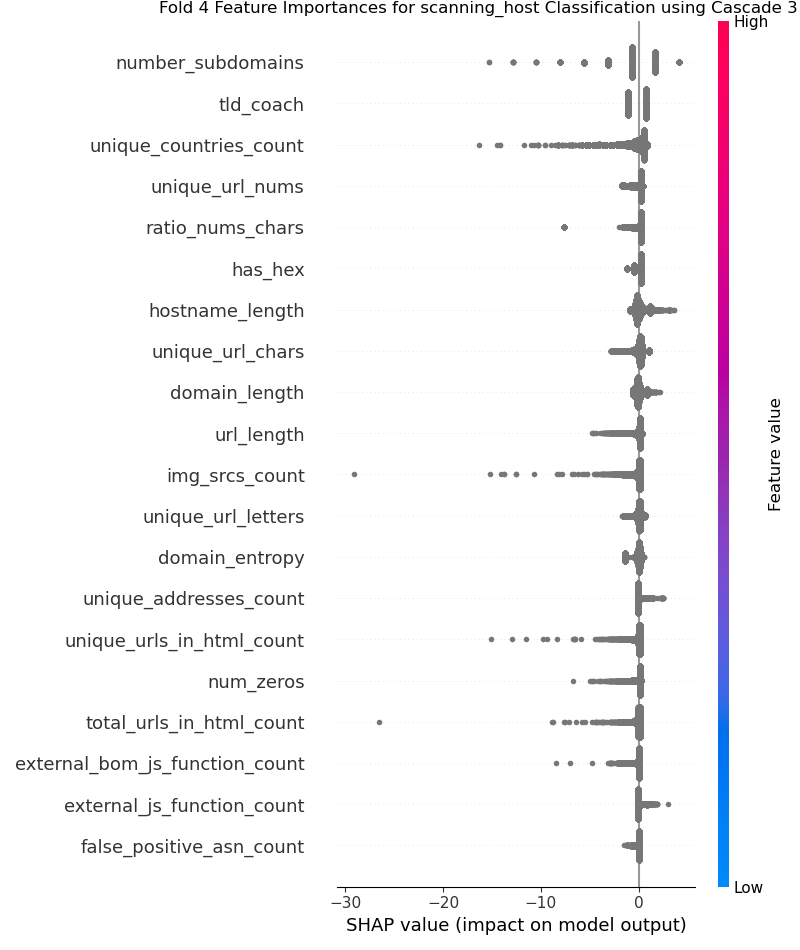 Fold 4 Feature Importances for scanning_host Classification using Cascade 3
High
number_subdomains
tld_coach
unique_countries_count
unique_url_nums
ratio_nums_chars
has_hex
hostname_length
unique_url_chars
domain_length
url_length
img_srcs_count
unique_url_letters
domain_entropy
unique_addresses_count
unique_urls_in_html_count
num_zeros
total_urls_in_html_count
external_bom_js_function_count
external_js_function_count
false_positive_asn_count
Feature value
Low
−30 −20 −10 0
SHAP value (impact on model output)